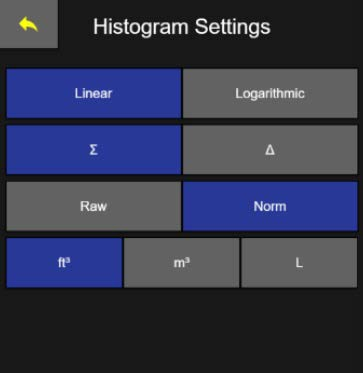 Histogram Settings
Linear Logarithmic
Σ Δ
Raw Norm
ft³ m³ L